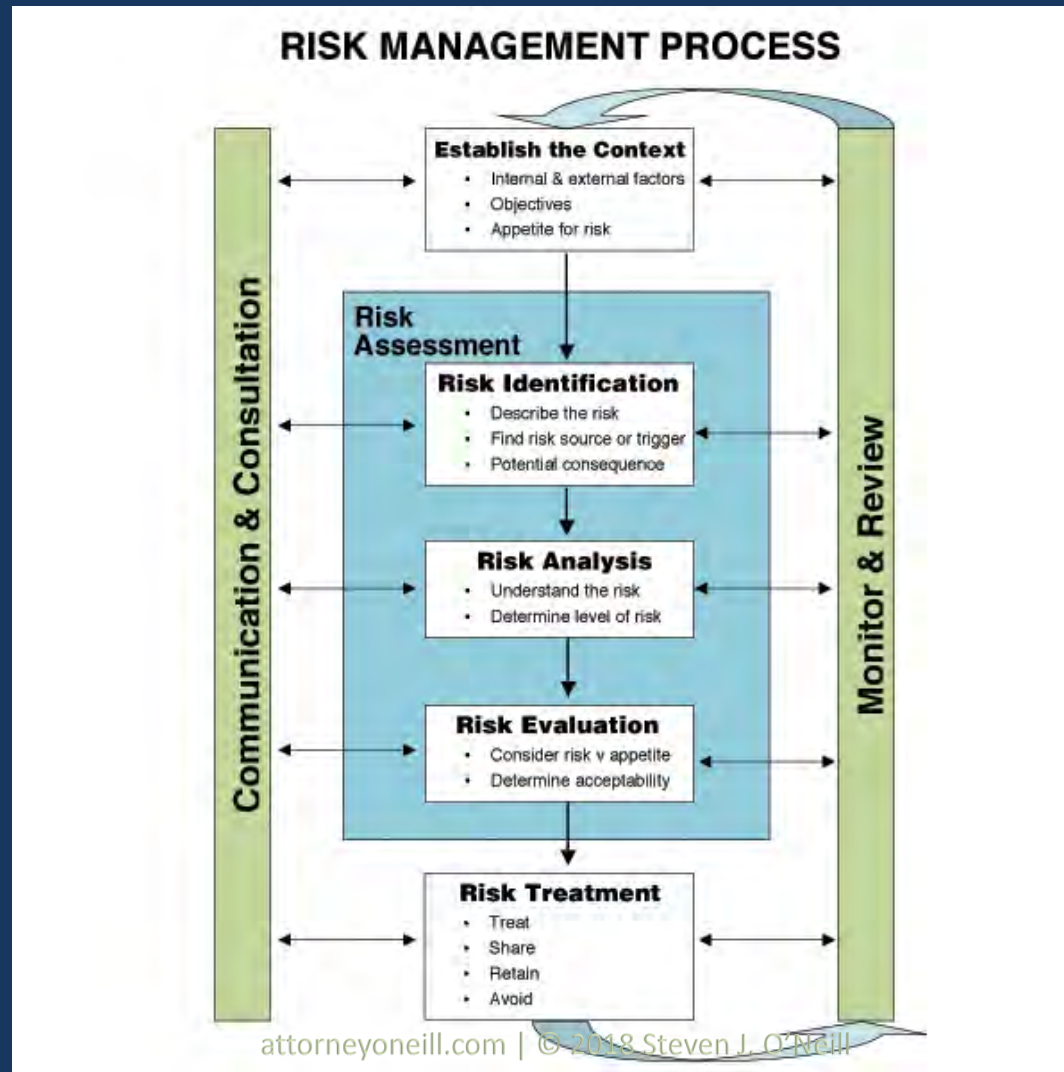 RISK MANAGEMENT PROCESS
Communication & Consultation
Establish the Context
• Internal & external factors
• Objectives
• Appetite for risk
Risk
Assessment
Risk Identification
• Describe the risk
• Find risk source or trigger
• Potential consequence
Risk Analysis
• Understand the risk
• Determine level of risk
Risk Evaluation
• Consider risk v appetite
• Determine acceptability
Risk Treatment
• Treat
• Share
• Retain
• Avoid
Monitor & Review
attorneyoneill.com | © 2018 Steven J. O'Neill